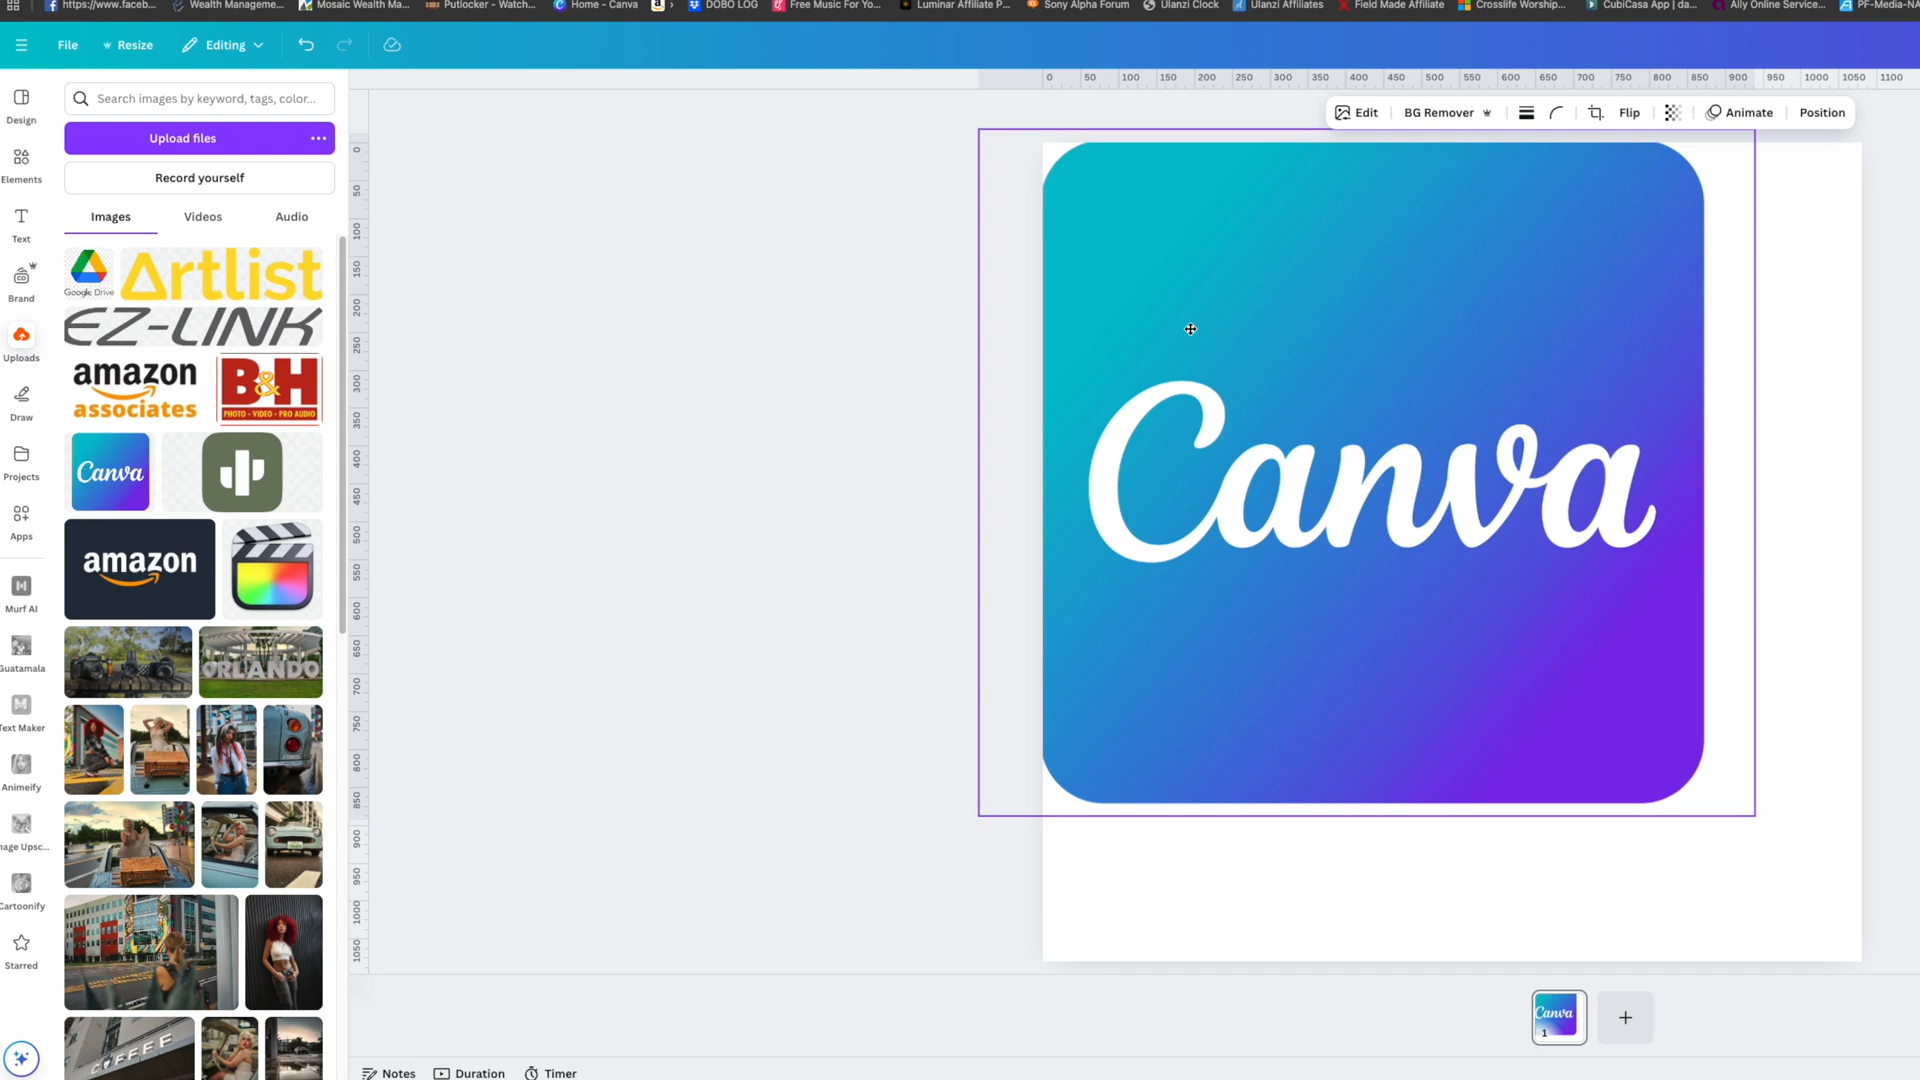 https://www.faceb...
Wealth Manageme...
Mosaic Wealth Ma...
Putlocker - Watch...
Home - Canva
DOBO LOG
Free Music For Yo...
Luminar Affiliate P...
Sony Alpha Forum
Ulanzi Clock
Ulanzi Affiliates
Field Made Affiliate
Crosslife Worship...
CubiCasa App | da...
Ally Online Service...
PF-Media-NA
File
Resize
Editing
Design
Elements
Text
Brand
Uploads
Draw
Projects
Apps
Murf AI
Guatamala
Text Maker
Animeify
mage Upsc...
Cartoonify
Starred
Search images by keyword, tags, color...
Upload files
Record yourself
Images Videos Audio
Google Drive
Artlist
EZ-LINK
amazon
associates
B&H
PHOTO - VIDEO - PRO AUDIO
Canva
amazon
ORLANDO
COFFEE
0 50 100 150 200 250 300 350 400 450 500 550 600 650 700 750 800 850 900 950 1000 1050 1100
0 50 100 150 200 250 300 350 400 450 500 550 600 650 700 750 800 850 900 950 1000 1050
Edit
BG Remover
Flip
Animate
Position
Canva
Canva
1
Notes
Duration
Timer